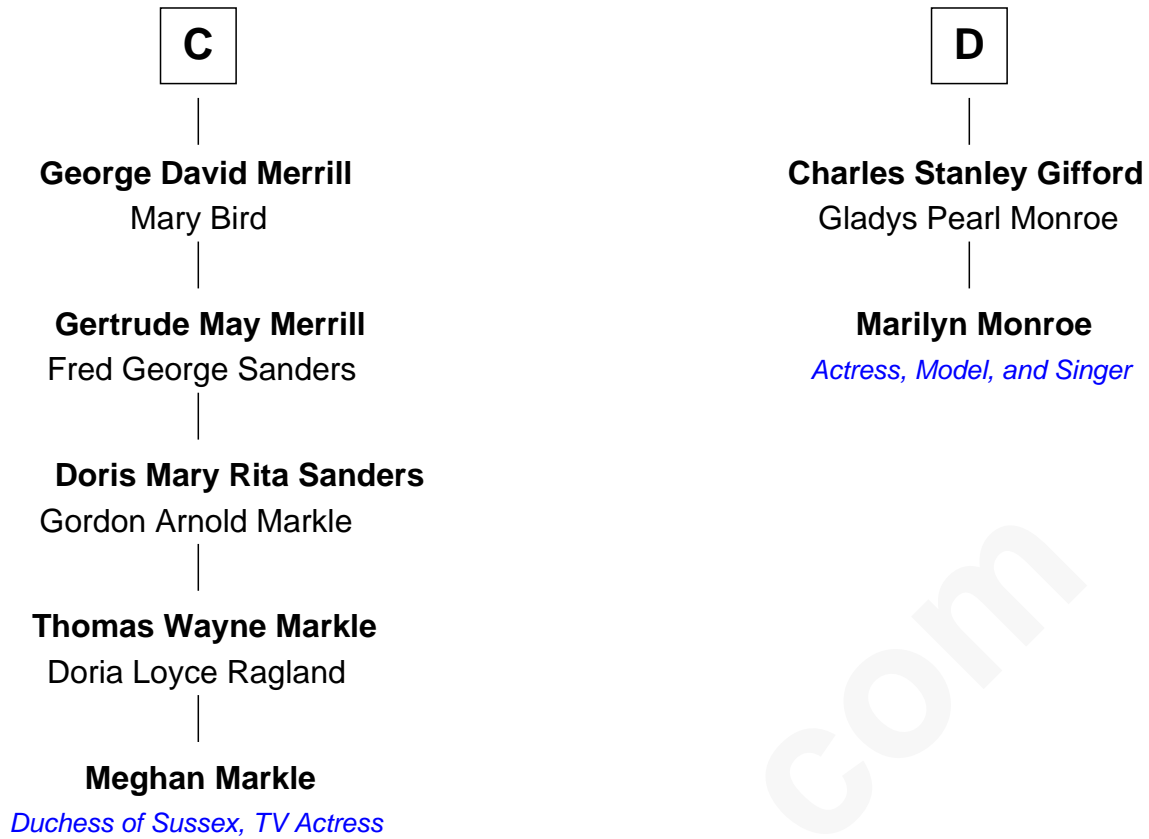 C
George David Merrill
Mary Bird
Gertrude May Merrill
Fred George Sanders
Doris Mary Rita Sanders
Gordon Arnold Markle
Thomas Wayne Markle
Doria Loyce Ragland
Meghan Markle
Duchess of Sussex, TV Actress
D
Charles Stanley Gifford
Gladys Pearl Monroe
Marilyn Monroe
Actress, Model, and Singer
com